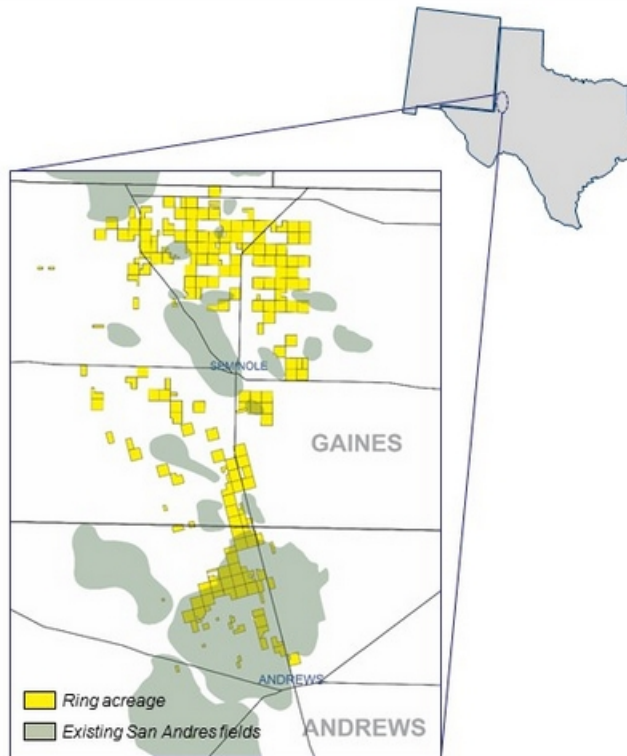 SEMINOLE
GAINES
ANDREWS
ANDREWS
Ring acreage
Existing San Andres fields